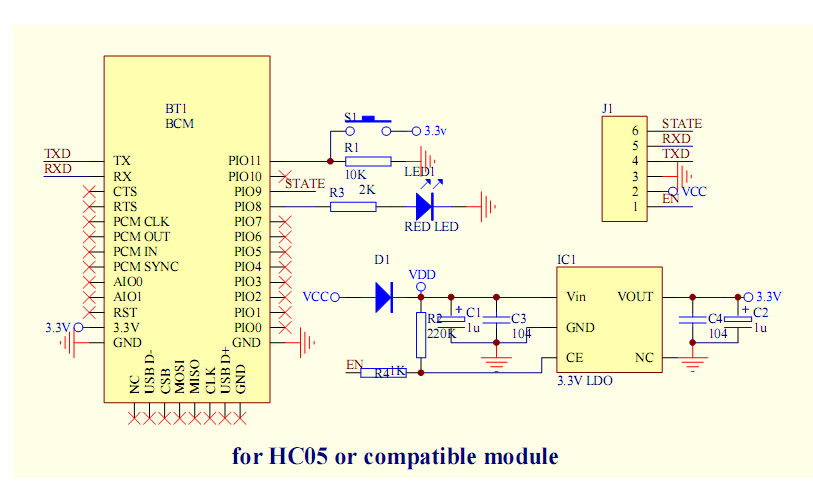 BT1
BCM
TXD
RXD
TX
RX
CTS
RTS
PCM CLK
PCM OUT
PCM IN
PCM SYNC
AIO0
AIO1
RST
3.3V
3.3V
GND
PIO11
PIO10
PIO9
PIO8
PIO7
PIO6
PIO5
PIO4
PIO3
PIO2
PIO1
PIO0
GND
NC
USB D-
CSB
MOSI
MISO
CLK
USB D+
GND
S1
3.3v
R1
10K
STATE
R3
2K
LED1
RED LED
J1
6
5
4
3
2
1
STATE
RXD
TXD
VCC
EN
D1
VCC
VDD
R2
220K
C1
1u
C3
104
EN
R4
1K
IC1
Vin
GND
CE
VOUT
NC
3.3V LDO
3.3V
C4
104
C2
1u
for HC05 or compatible module